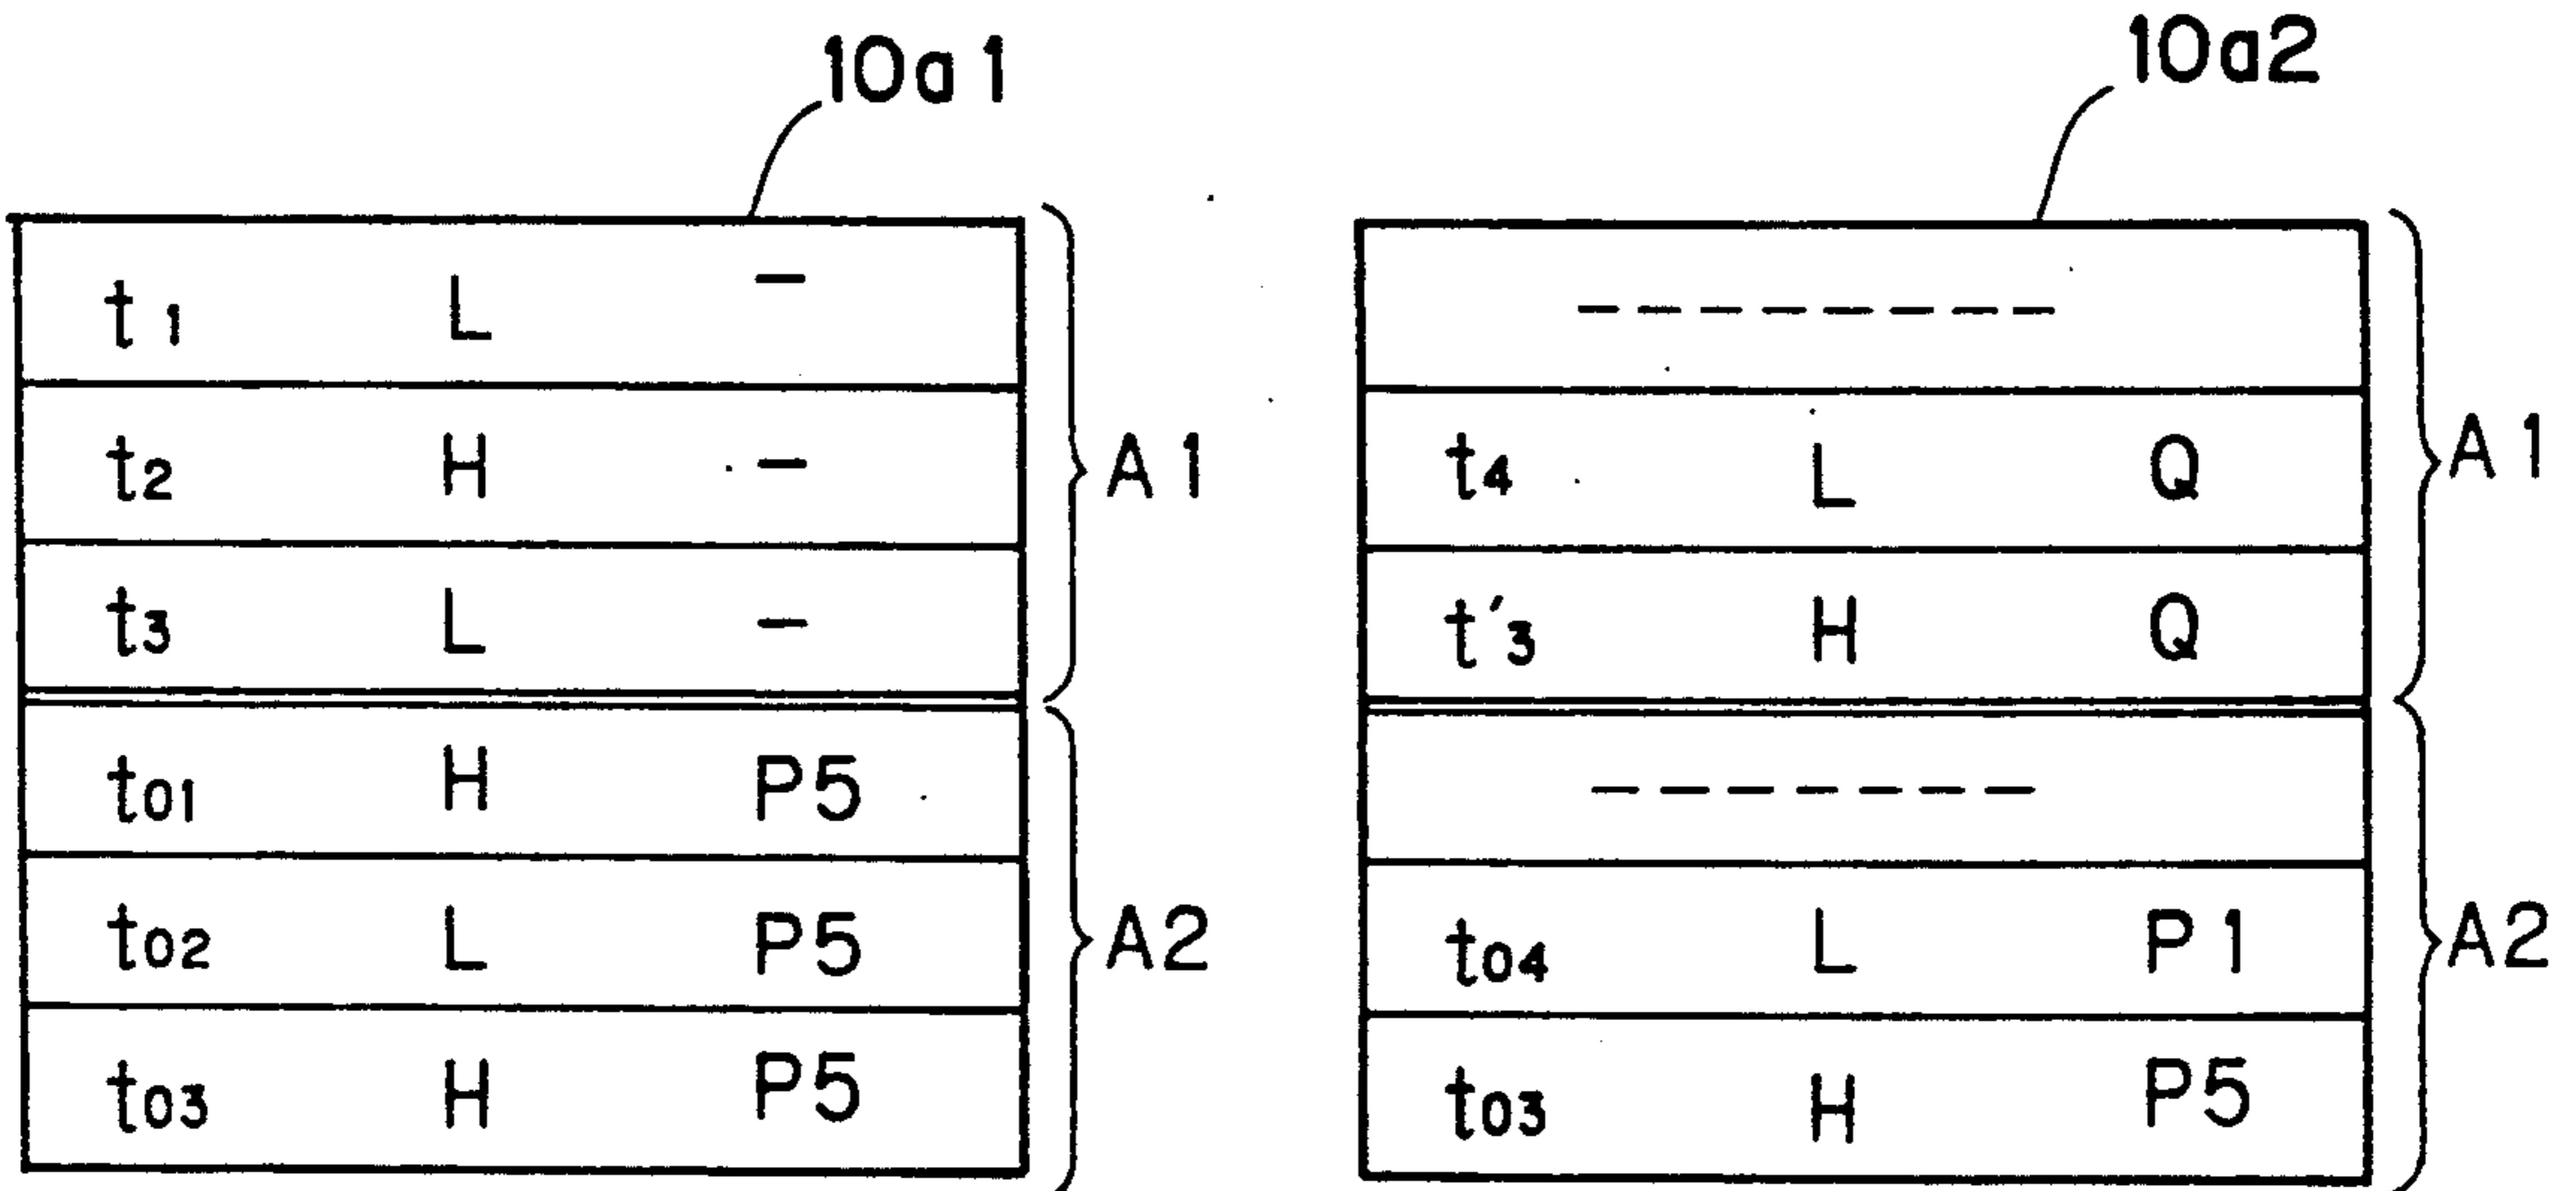 10a1
t1 L –
t2 H –
t3 L –
A1
t01 H P5
t02 L P5
t03 H P5
A2
10a2
– – – – – – – –
t4 L Q
t'3 H Q
A1
– – – – – – –
t04 L P1
t03 H P5
A2